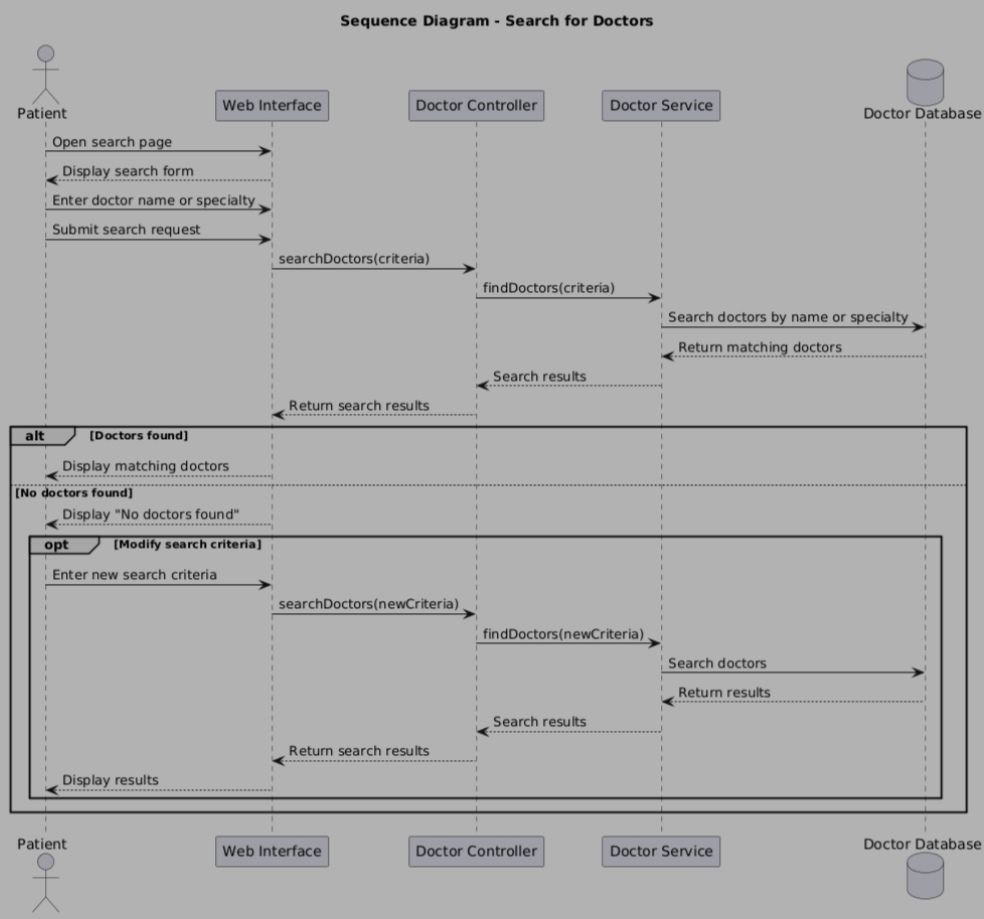 Sequence Diagram - Search for Doctors
Patient
Web Interface
Doctor Controller
Doctor Service
Doctor Database
Open search page
Display search form
Enter doctor name or specialty
Submit search request
searchDoctors(criteria)
findDoctors(criteria)
Search doctors by name or specialty
Return matching doctors
Search results
Return search results
alt [Doctors found]
Display matching doctors
[No doctors found]
Display "No doctors found"
opt [Modify search criteria]
Enter new search criteria
searchDoctors(newCriteria)
findDoctors(newCriteria)
Search doctors
Return results
Search results
Return search results
Display results
Patient
Web Interface
Doctor Controller
Doctor Service
Doctor Database